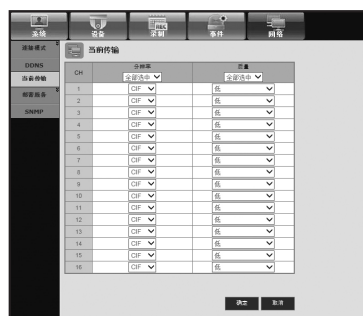 系统 设备 录制 事件 网络
REC
连接模式
DDNS
当前传输
邮寄服务
SNMP
当前传输
CH 分辨率 质量
全部选中 全部选中
1 CIF 低
2 CIF 低
3 CIF 低
4 CIF 低
5 CIF 低
6 CIF 低
7 CIF 低
8 CIF 低
9 CIF 低
10 CIF 低
11 CIF 低
12 CIF 低
13 CIF 低
14 CIF 低
15 CIF 低
16 CIF 低
确定 取消